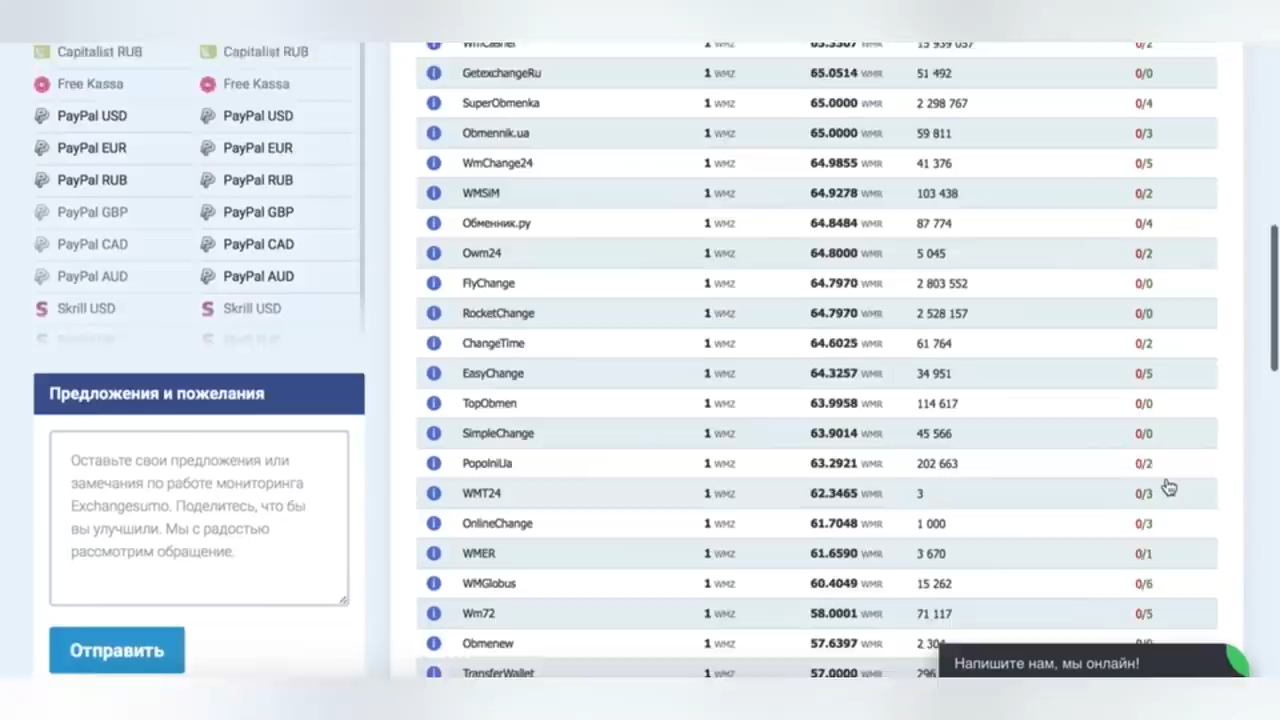 Capitalist RUB Capitalist RUB
Free Kassa Free Kassa
PayPal USD PayPal USD
PayPal EUR PayPal EUR
PayPal RUB PayPal RUB
PayPal GBP PayPal GBP
PayPal CAD PayPal CAD
PayPal AUD PayPal AUD
Skrill USD Skrill USD
Предложения и пожелания
Оставьте свои предложения или
замечания по работе мониторинга
Exchangesumo. Поделитесь, что бы
вы улучшили. Мы с радостью
рассмотрим обращение.
Отправить
1 WMZ WMR 0/2
GetexchangeRu 1 WMZ 65.0514 WMR 51 492 0/0
SuperObmenka 1 WMZ 65.0000 WMR 2 298 767 0/4
Obmennik.ua 1 WMZ 65.0000 WMR 59 811 0/3
WmChange24 1 WMZ 64.9855 WMR 41 376 0/5
WMSiM 1 WMZ 64.9278 WMR 103 438 0/2
Обменник.ру 1 WMZ 64.8484 WMR 87 774 0/4
Owm24 1 WMZ 64.8000 WMR 5 045 0/2
FlyChange 1 WMZ 64.7970 WMR 2 803 552 0/0
RocketChange 1 WMZ 64.7970 WMR 2 528 157 0/0
ChangeTime 1 WMZ 64.6025 WMR 61 764 0/2
EasyChange 1 WMZ 64.3257 WMR 34 951 0/5
TopObmen 1 WMZ 63.9958 WMR 114 617 0/0
SimpleChange 1 WMZ 63.9014 WMR 45 566 0/0
PopolniUa 1 WMZ 63.2921 WMR 202 663 0/2
WMT24 1 WMZ 62.3465 WMR 3 0/3
OnlineChange 1 WMZ 61.7048 WMR 1 000 0/3
WMER 1 WMZ 61.6590 WMR 3 670 0/1
WMGlobus 1 WMZ 60.4049 WMR 15 262 0/6
Wm72 1 WMZ 58.0001 WMR 71 117 0/5
Obmenew 1 WMZ 57.6397 WMR 2 304
TransferWallet 1 WMZ 57.0000 WMR 296
Напишите нам, мы онлайн!